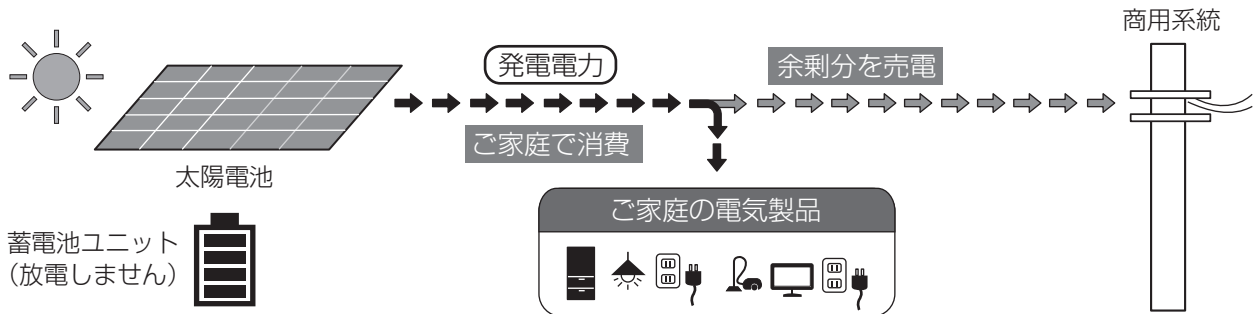 商用系統
発電電力
余剰分を売電
ご家庭で消費
太陽電池
ご家庭の電気製品
蓄電池ユニット
（放電しません）